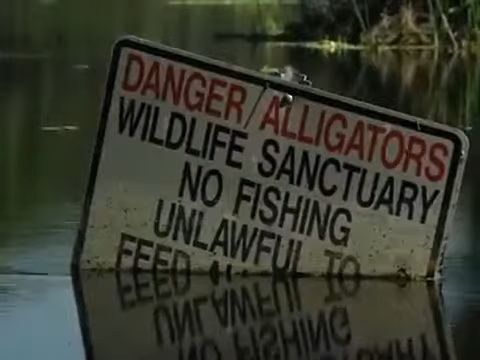 DANGER/ALLIGATORS
WILDLIFE SANCTUARY
NO FISHING
UNLAWFUL TO
FEED